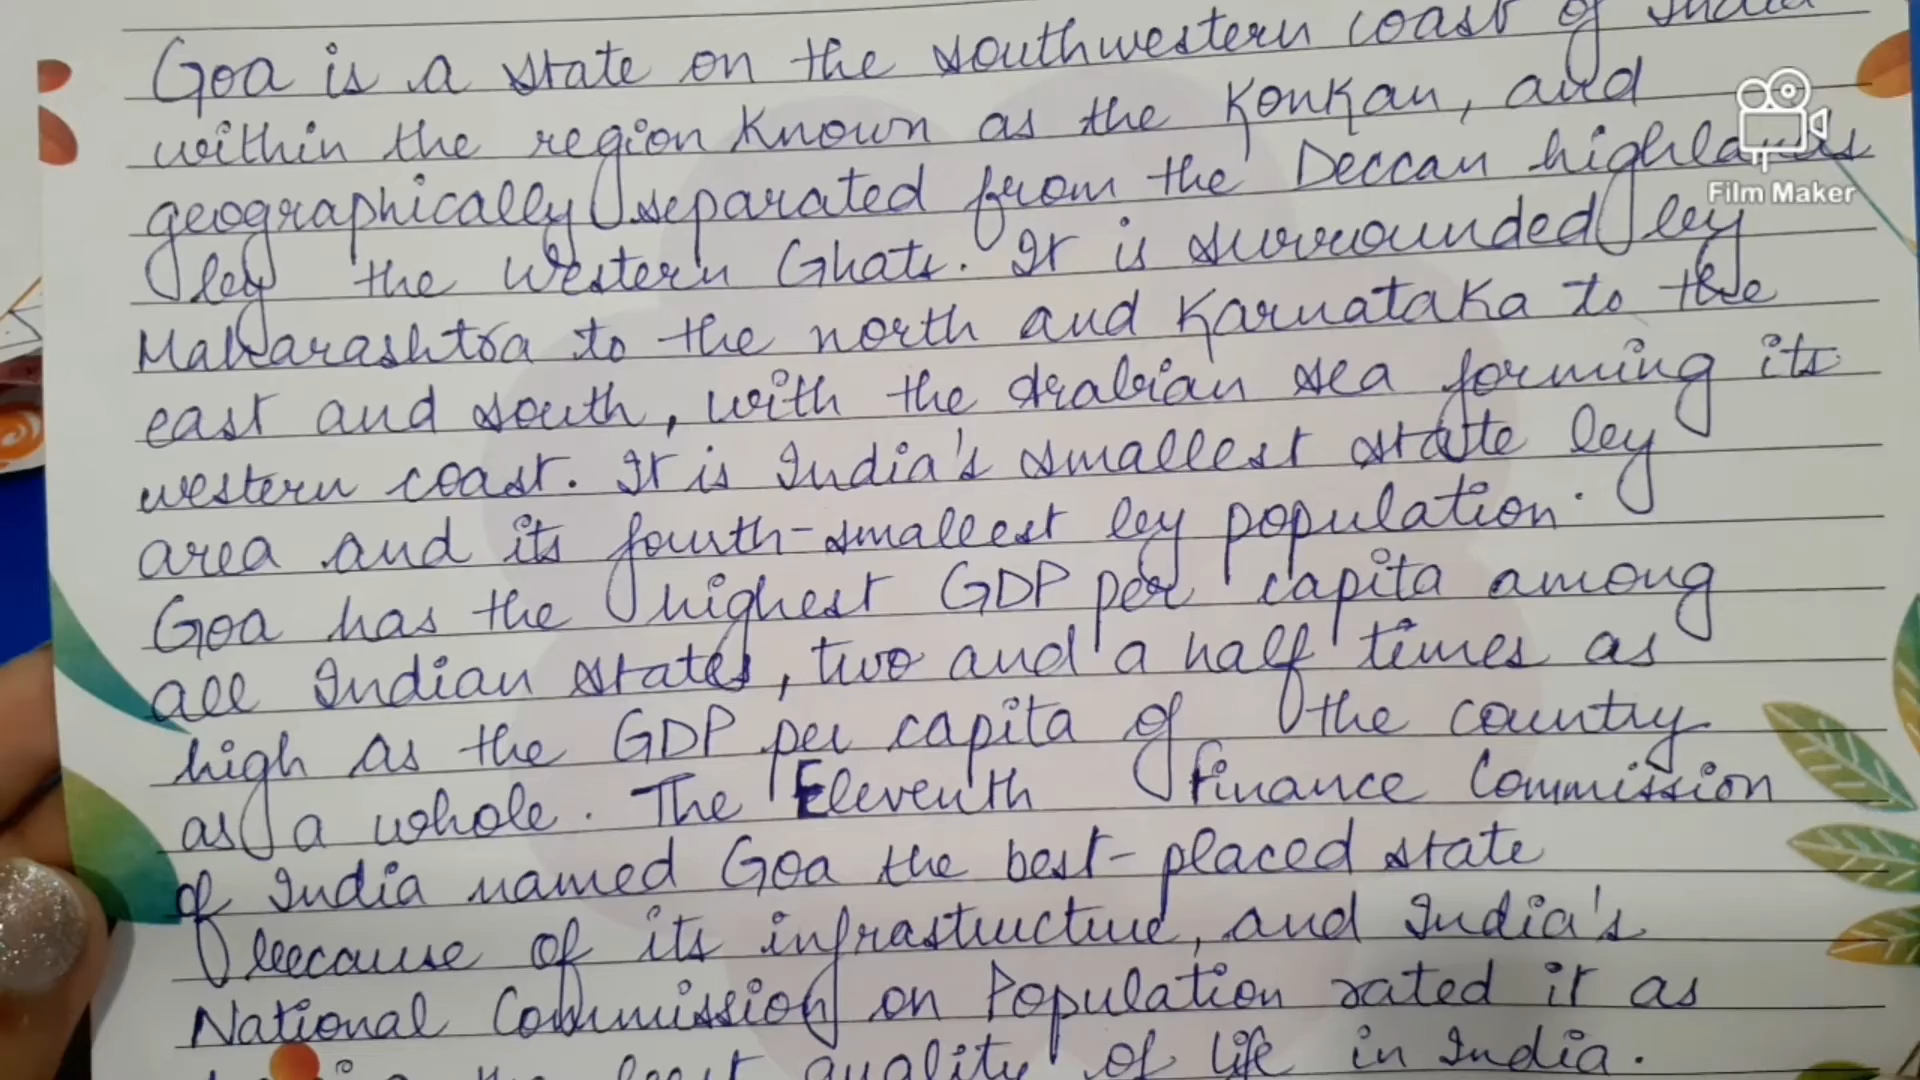 Goa is a state on the southwestern coast of India
within the region known as the Konkan, and
geographically separated from the Deccan highlands
by the Western Ghats. It is surrounded by
Maharashtra to the north and Karnataka to the
east and south, with the Arabian sea forming its
western coast. It is India's smallest state by
area and its fourth-smallest by population.
Goa has the highest GDP per capita among
all Indian states, two and a half times as
high as the GDP per capita of the country
as a whole. The Eleventh Finance Commission
of India named Goa the best-placed state
because of its infrastructure, and India's
National Commission on Population rated it as
the best quality of life in India.
Film Maker